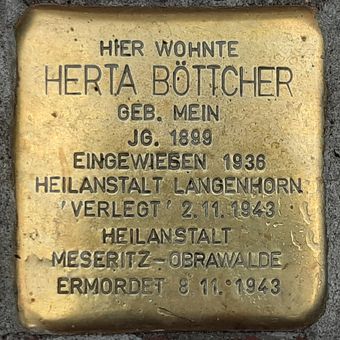 HIER WOHNTE
HERTA BÖTTCHER
GEB. MEIN
JG. 1899
EINGEWIESEN 1936
HEILANSTALT LANGENHORN
'VERLEGT' 2.11.1943
HEILANSTALT
MESERITZ-OBRAWALDE
ERMORDET 8.11.1943